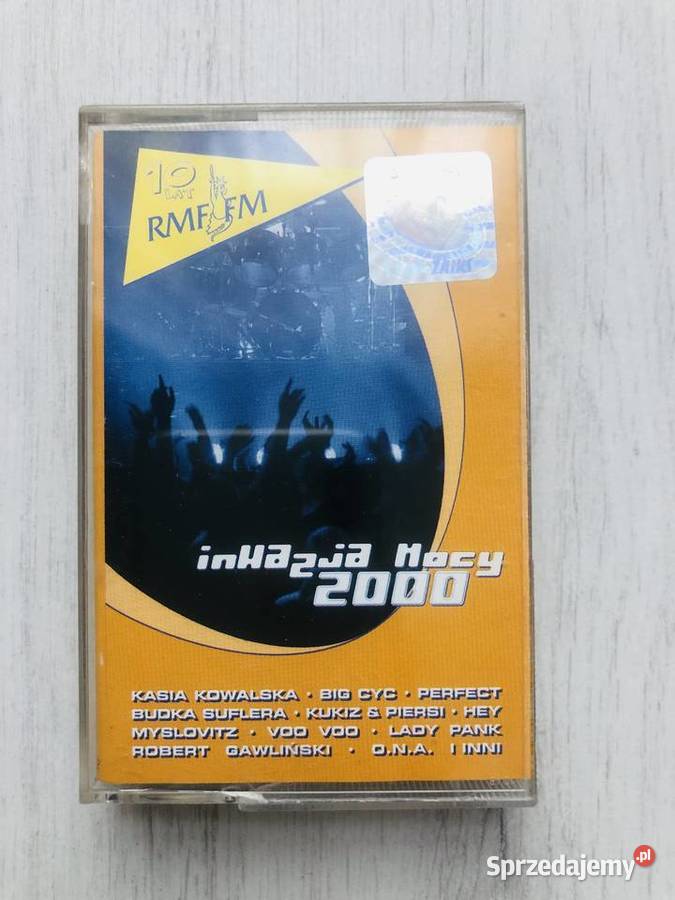 10
LAT
RMF FM
ZAIKS
inwazja Mocy
2000
KASIA KOWALSKA · BIG CYC · PERFECT
BUDKA SUFLERA · KUKIZ & PIERSI · HEY
MYSLOVITZ · VOO VOO · LADY PANK
ROBERT GAWLIŃSKI · O.N.A. I INNI
Sprzedajemy.pl